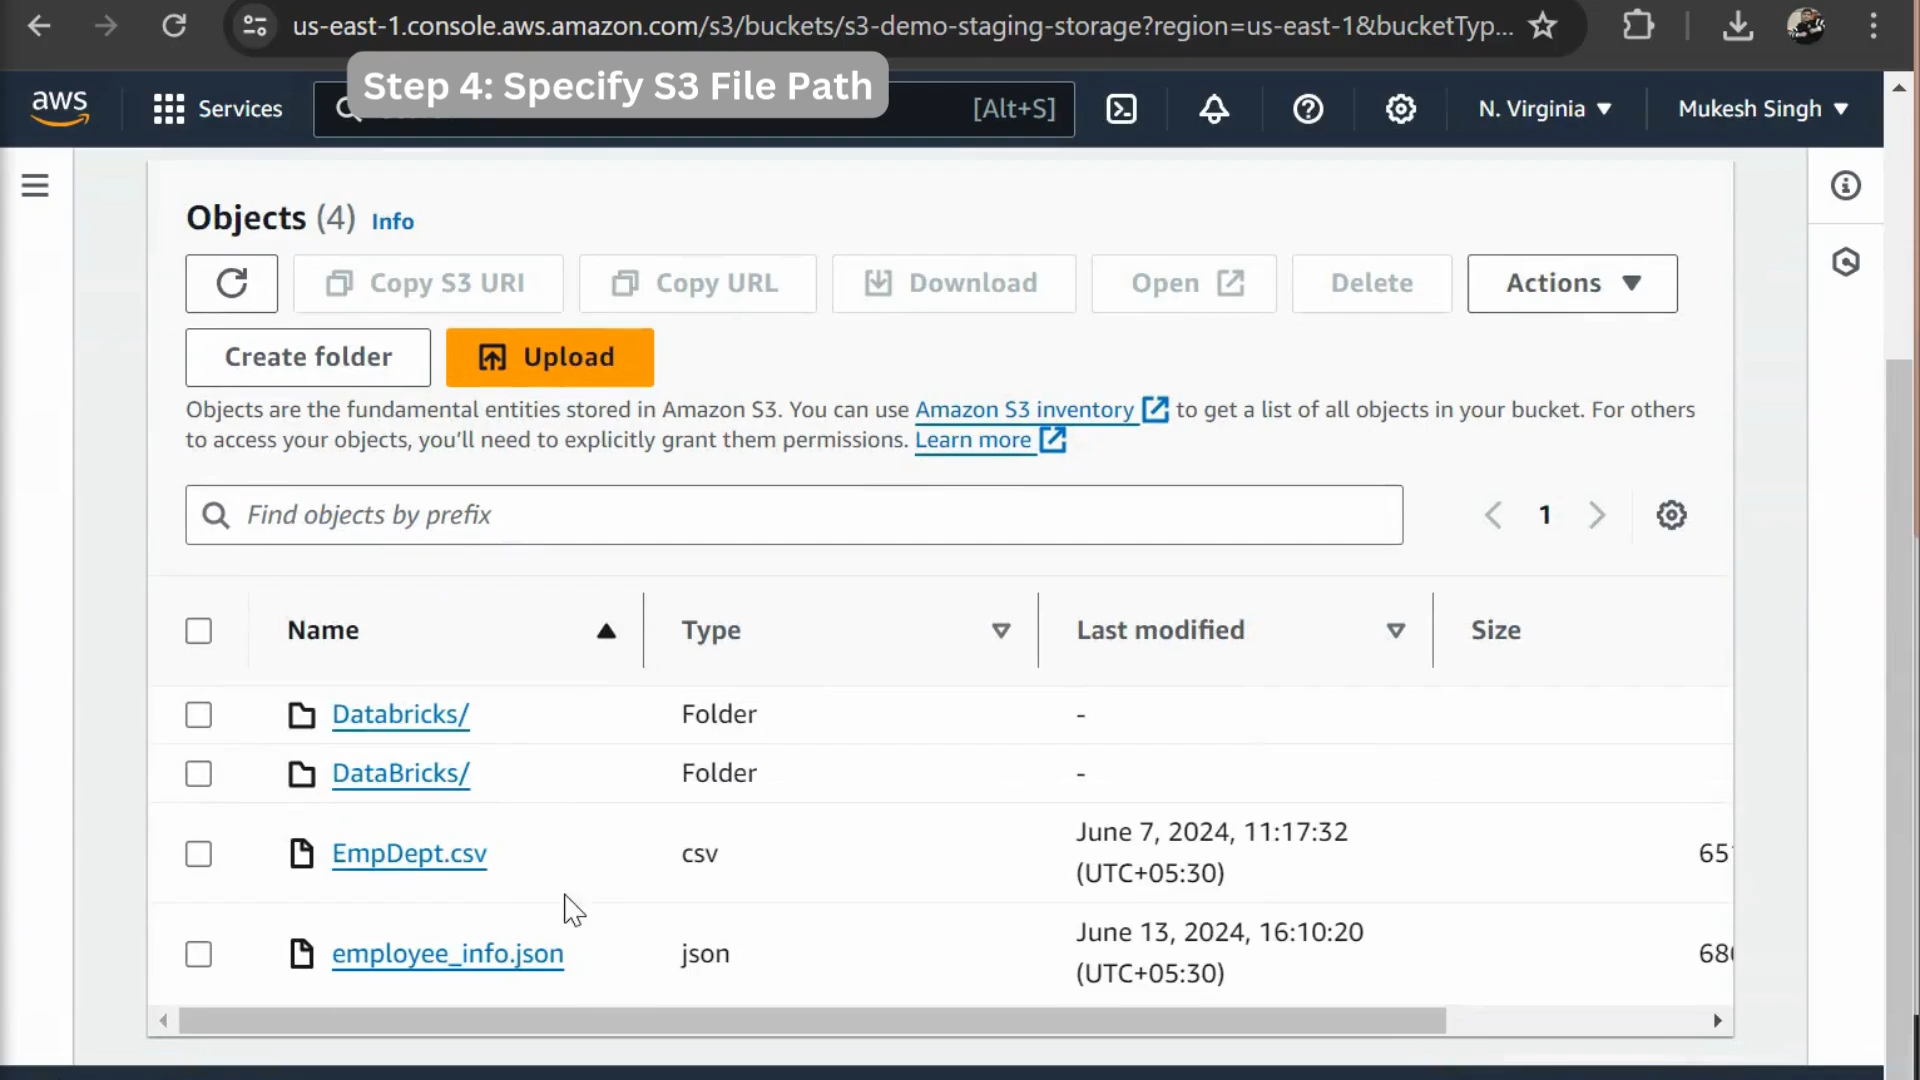 us-east-1.console.aws.amazon.com/s3/buckets/s3-demo-staging-storage?region=us-east-1&bucketTyp...
Step 4: Specify S3 File Path
aws
Services
[Alt+S]
N. Virginia
Mukesh Singh
Objects (4) Info
Copy S3 URI
Copy URL
Download
Open
Delete
Actions
Create folder
Upload
Objects are the fundamental entities stored in Amazon S3. You can use Amazon S3 inventory to get a list of all objects in your bucket. For others
to access your objects, you'll need to explicitly grant them permissions. Learn more
Find objects by prefix
1
Name
Type
Last modified
Size
Databricks/
Folder
-
DataBricks/
Folder
-
EmpDept.csv
csv
June 7, 2024, 11:17:32
(UTC+05:30)
65
employee_info.json
json
June 13, 2024, 16:10:20
(UTC+05:30)
68